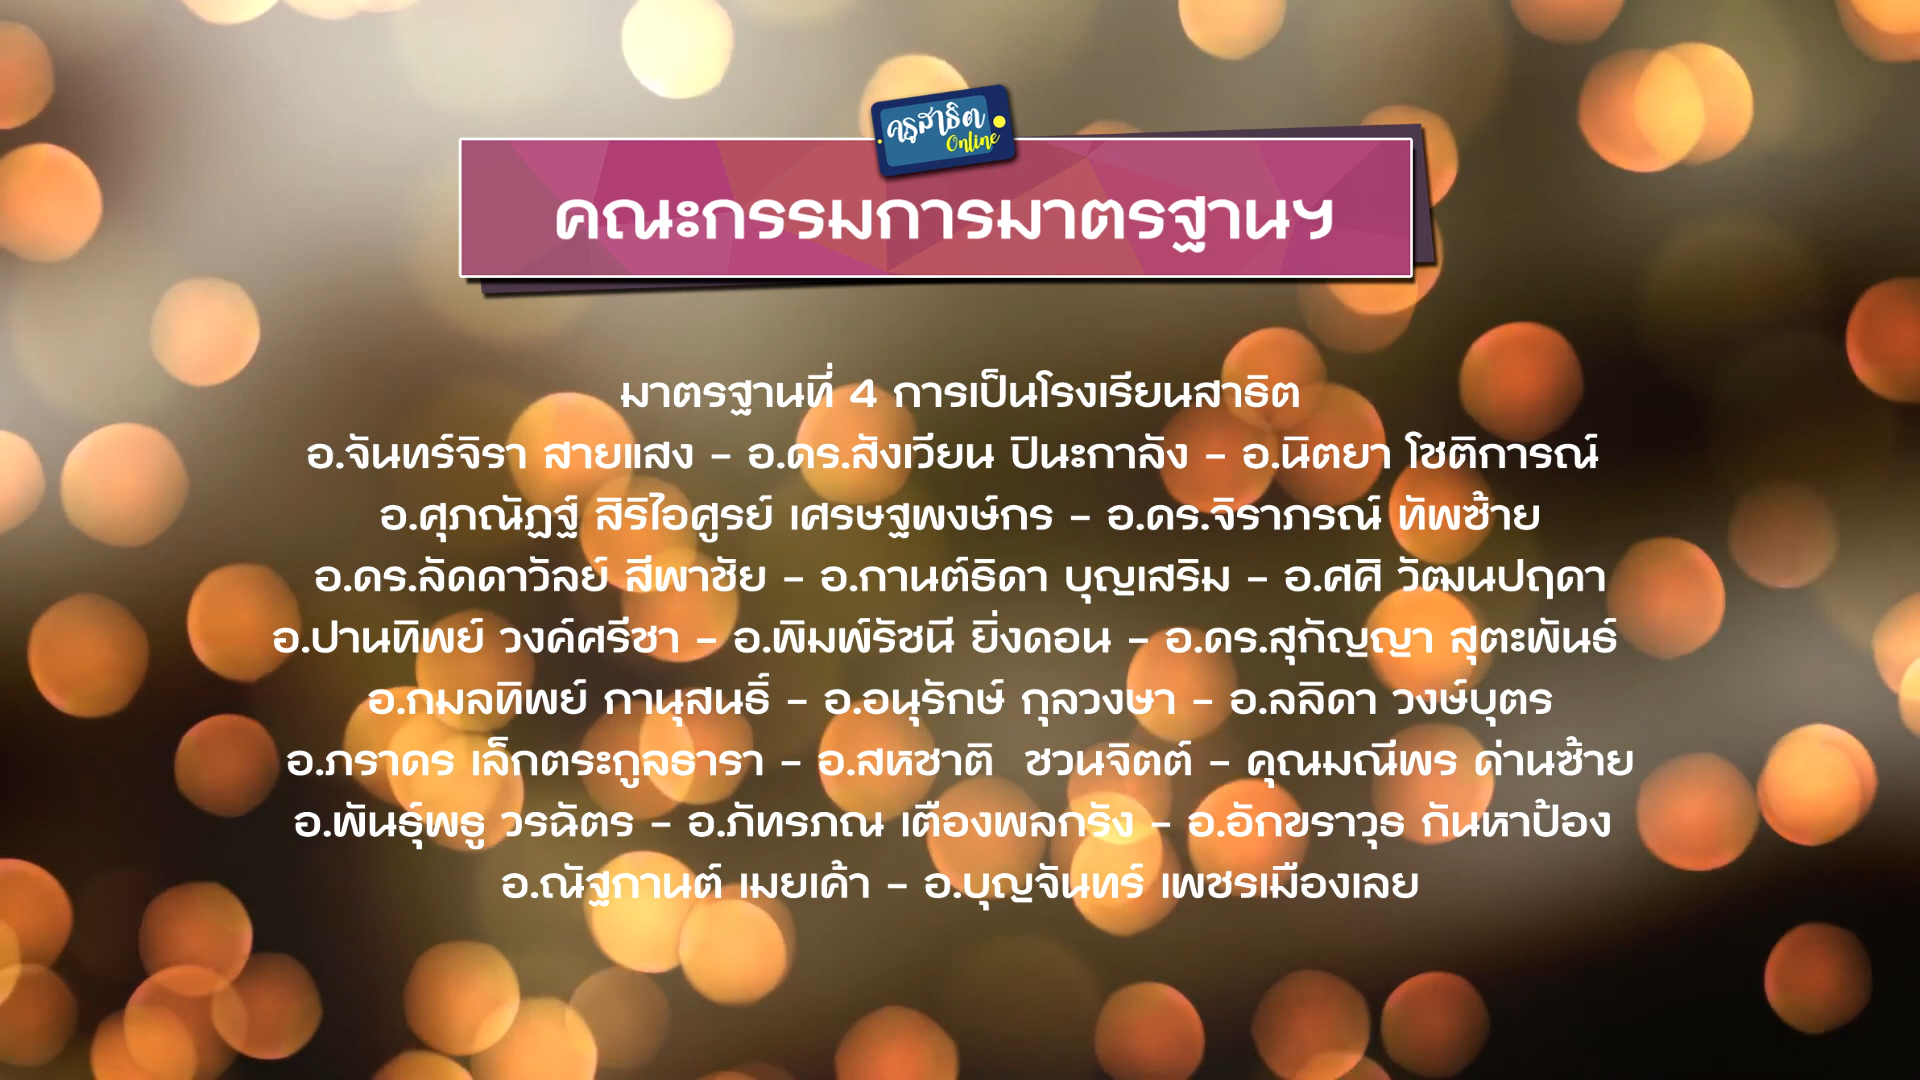 ครูสาธิต
Online
คณะกรรมการมาตรฐานฯ
มาตรฐานที่ 4 การเป็นโรงเรียนสาธิต
อ.จันทร์จิรา สายแสง – อ.ดร.สังเวียน ปินะกาลัง – อ.นิตยา โชติการณ์
อ.ศุภณัฏฐ์ สิริไอศูรย์ เศรษฐพงษ์กร – อ.ดร.จิราภรณ์ ทัพซ้าย
อ.ดร.ลัดดาวัลย์ สีพาชัย – อ.กานต์ธิดา บุญเสริม – อ.ศศิ วัฒนปฤดา
อ.ปานทิพย์ วงค์ศรีชา – อ.พิมพ์รัชนี ยิ่งดอน – อ.ดร.สุกัญญา สุตะพันธ์
อ.กมลทิพย์ กานุสนธิ์ – อ.อนุรักษ์ กุลวงษา – อ.ลลิดา วงษ์บุตร
อ.ภราดร เล็กตระกูลธารา – อ.สหชาติ  ชวนจิตต์ – คุณมณีพร ด่านซ้าย
อ.พันธุ์พธู วรฉัตร – อ.ภัทรภณ เตืองพลกรัง – อ.อักขราวุธ กันหาป้อง
อ.ณัฐกานต์ เมยเค้า – อ.บุญจันทร์ เพชรเมืองเลย